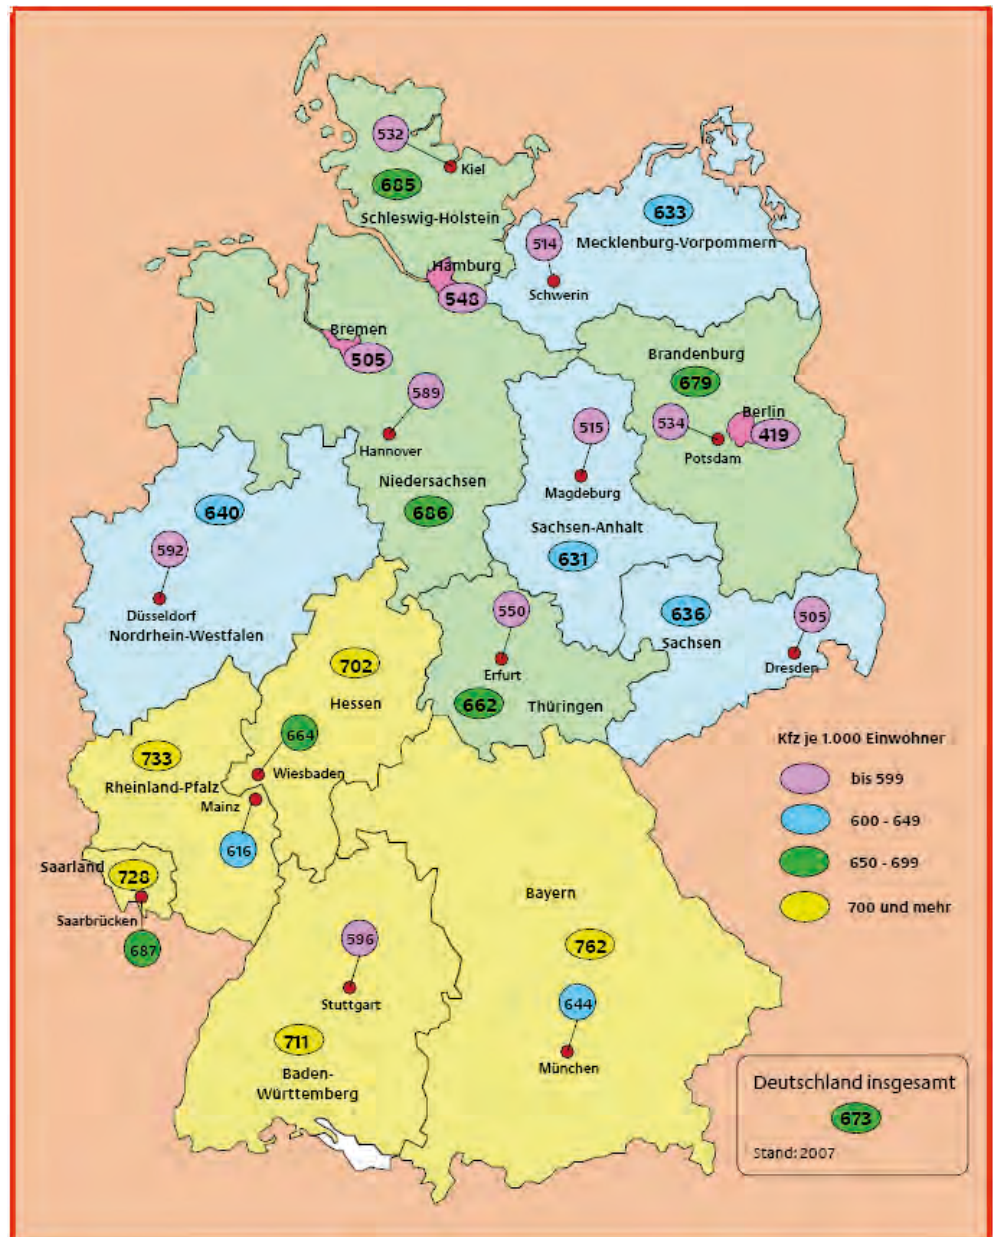 532
Kiel
685
Schleswig-Holstein
633
Mecklenburg-Vorpommern
514
Schwerin
Hamburg
548
Bremen
505
589
Hannover
Niedersachsen
686
Brandenburg
679
534
Potsdam
Berlin
419
515
Magdeburg
Sachsen-Anhalt
631
640
592
Düsseldorf
Nordrhein-Westfalen
636
Sachsen
505
Dresden
550
Erfurt
662
Thüringen
702
Hessen
664
Wiesbaden
733
Rheinland-Pfalz
Mainz
616
Saarland
728
Saarbrücken
687
Bayern
762
644
München
596
Stuttgart
711
Baden-
Württemberg
Kfz je 1.000 Einwohner
bis 599
600 - 649
650 - 699
700 und mehr
Deutschland insgesamt
673
Stand: 2007